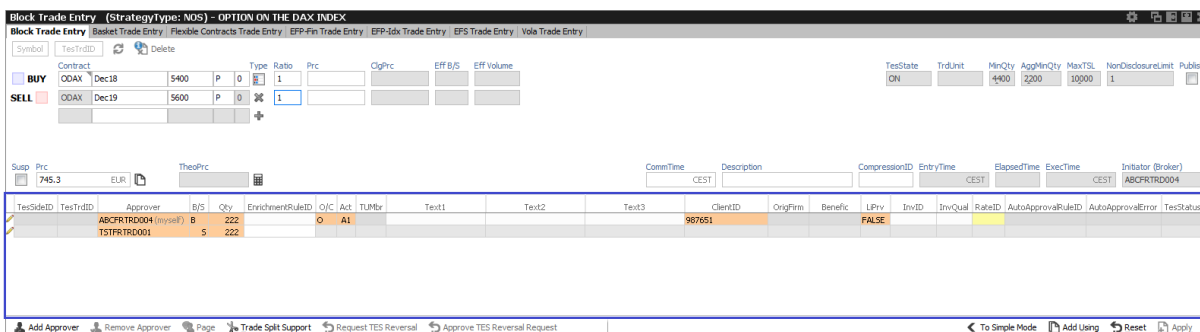 Block Trade Entry (StrategyType: NOS) - OPTION ON THE DAX INDEX
Block Trade Entry Basket Trade Entry Flexible Contracts Trade Entry EFP-Fin Trade Entry EFP-Idx Trade Entry EFS Trade Entry Vola Trade Entry
Symbol TesTrdID Delete
Contract Type Ratio Prc ClgPrc Eff B/S Eff Volume TesState TrdUnit MinQty AggMinQty MaxTSL NonDisclosureLimit Publis
BUY ODAX Dec18 5400 P 0 1 ON 4400 2200 10000 1
SELL ODAX Dec19 5600 P 0 1
Susp Prc TheoPrc CommTime Description CompressionID EntryTime ElapsedTime ExecTime Initiator (Broker)
745.3 EUR CEST CEST CEST ABCFRTRD004
TesSideID TesTrdID Approver B/S Qty EnrichmentRuleID O/C Act TUMbr Text1 Text2 Text3 ClientID OrigFirm Benefic LiPrv InvID InvQual RateID AutoApprovalRuleID AutoApprovalError TesStatus
ABCFRTRD004 (myself) B 222 O A1 987651 FALSE
TSTFRTRD001 S 222
Add Approver Remove Approver Page Trade Split Support Request TES Reversal Approve TES Reversal Request To Simple Mode Add Using Reset Apply